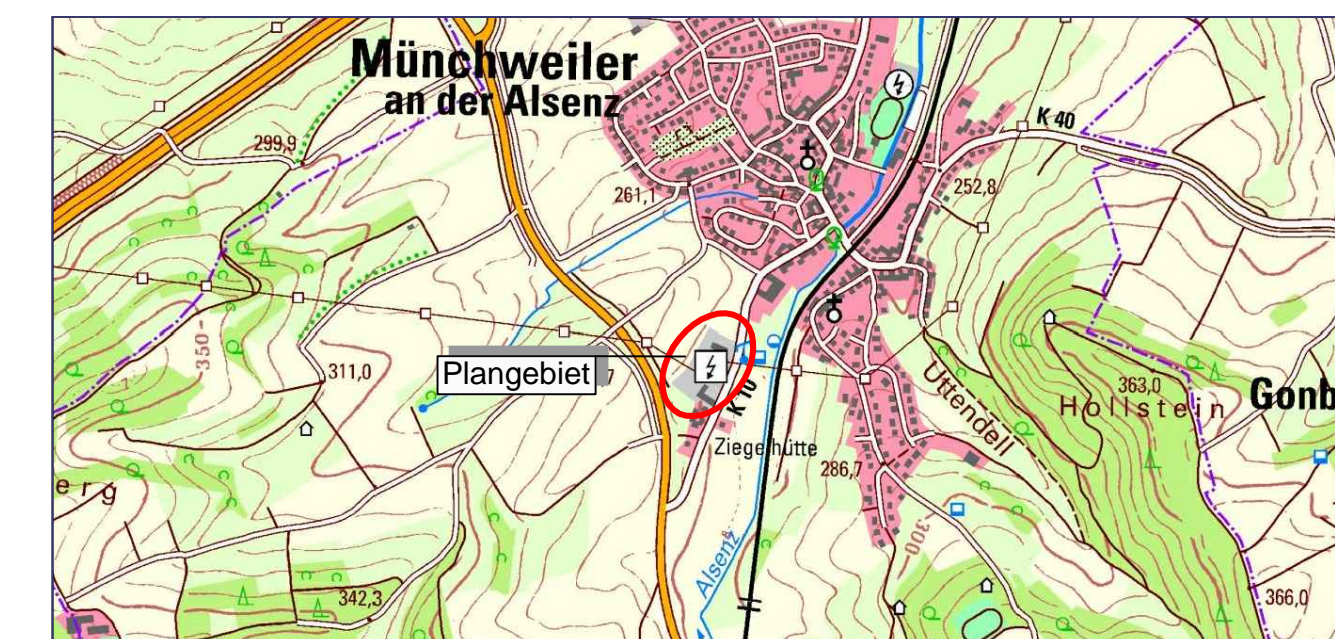 Münchweiler
an der Alsenz
K 40
299,9
261,1
252,8
350
311,0
Plangebiet
7
K 10
Ziegelhütte
Uttendell
363,0
Hollstein
Gonb
286,7
erg
300
Alsenz
342,3
366,0